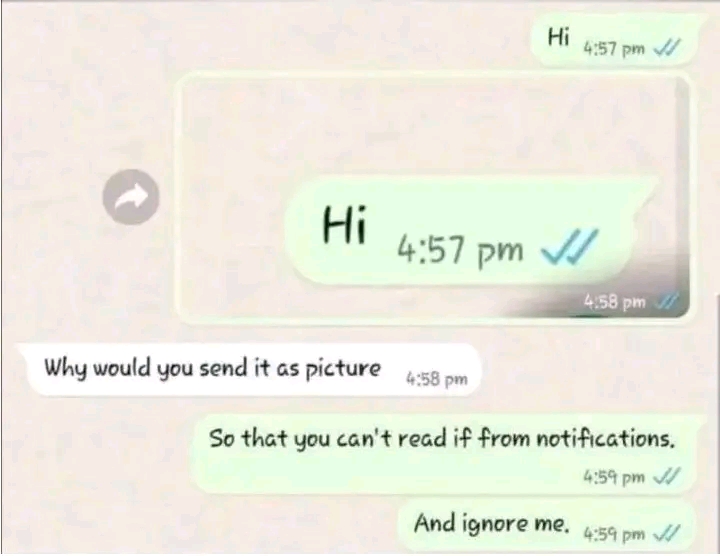 Hi
4:57 pm
Hi
4:57 pm
4:58 pm
Why would you send it as picture
4:58 pm
So that you can't read if from notifications.
4:59 pm
And ignore me.
4:59 pm